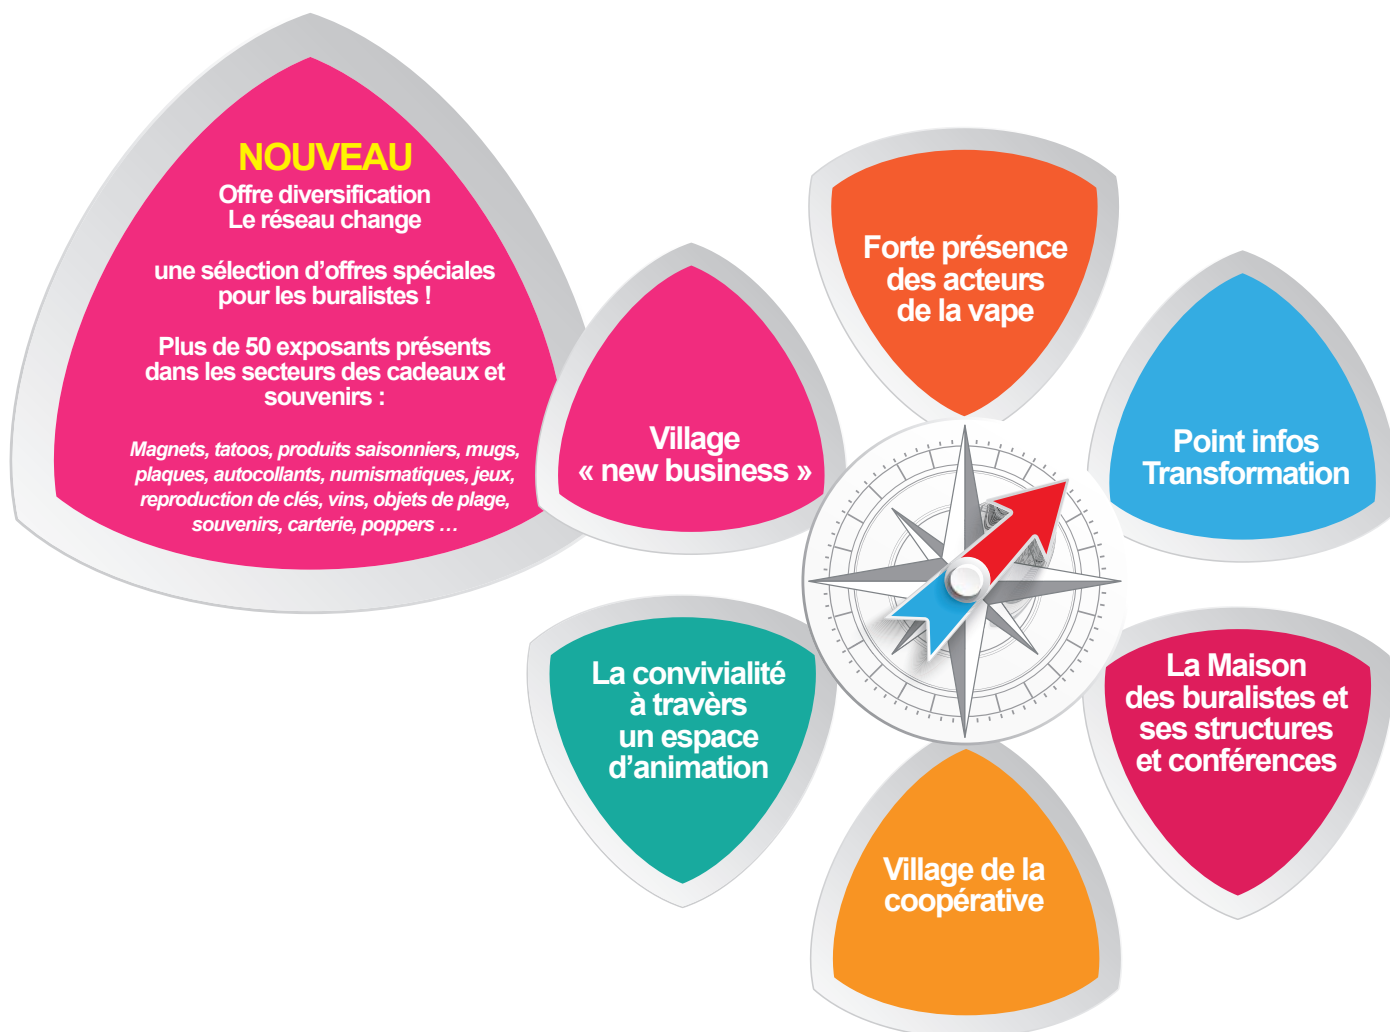 NOUVEAU
Offre diversification
Le réseau change
une sélection d’offres spéciales
pour les buralistes !
Plus de 50 exposants présents
dans les secteurs des cadeaux et
souvenirs :
Magnets, tatoos, produits saisonniers, mugs,
plaques, autocollants, numismatiques, jeux,
reproduction de clés, vins, objets de plage,
souvenirs, carterie, poppers …
Village
« new business »
Forte présence
des acteurs
de la vape
Point infos
Transformation
La convivialité
à travèrs
un espace
d’animation
La Maison
des buralistes et
ses structures
et conférences
Village de la
coopérative